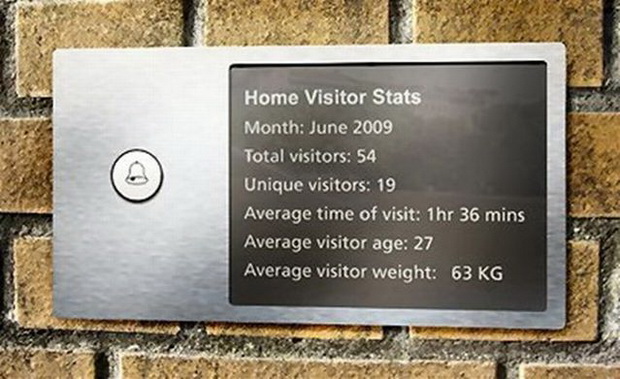 Home Visitor Stats
Month: June 2009
Total visitors: 54
Unique visitors: 19
Average time of visit: 1hr 36 mins
Average visitor age: 27
Average visitor weight: 63 KG